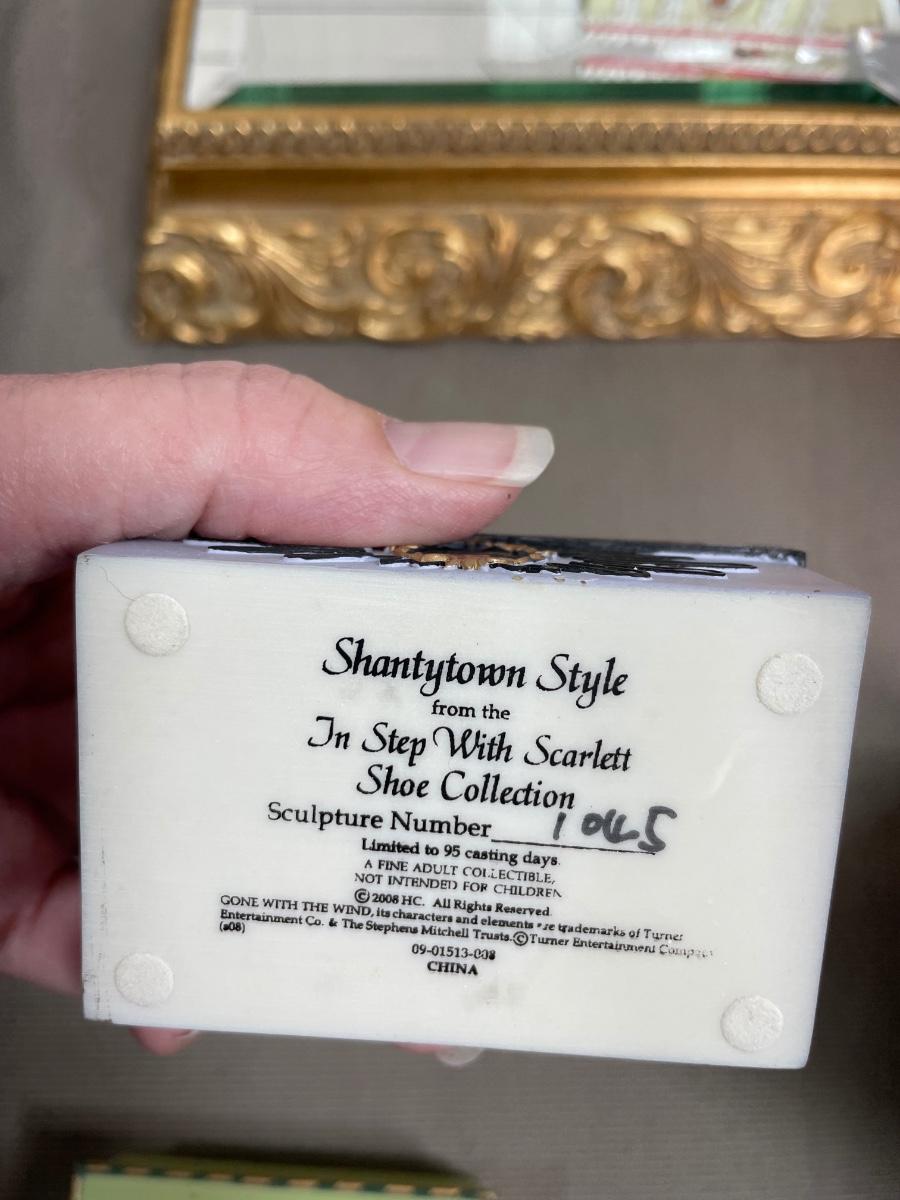 Shantytown Style
from the
In Step With Scarlett
Shoe Collection
Sculpture Number 1045
Limited to 95 casting days.
A FINE ADULT COLLECTIBLE,
NOT INTENDED FOR CHILDREN
©2008 HC. All Rights Reserved
GONE WITH THE WIND, its characters and elements are trademarks of Turner
Entertainment Co. & The Stephens Mitchell Trusts.©Turner Entertainment Company
(s08)
09-01513-008
CHINA